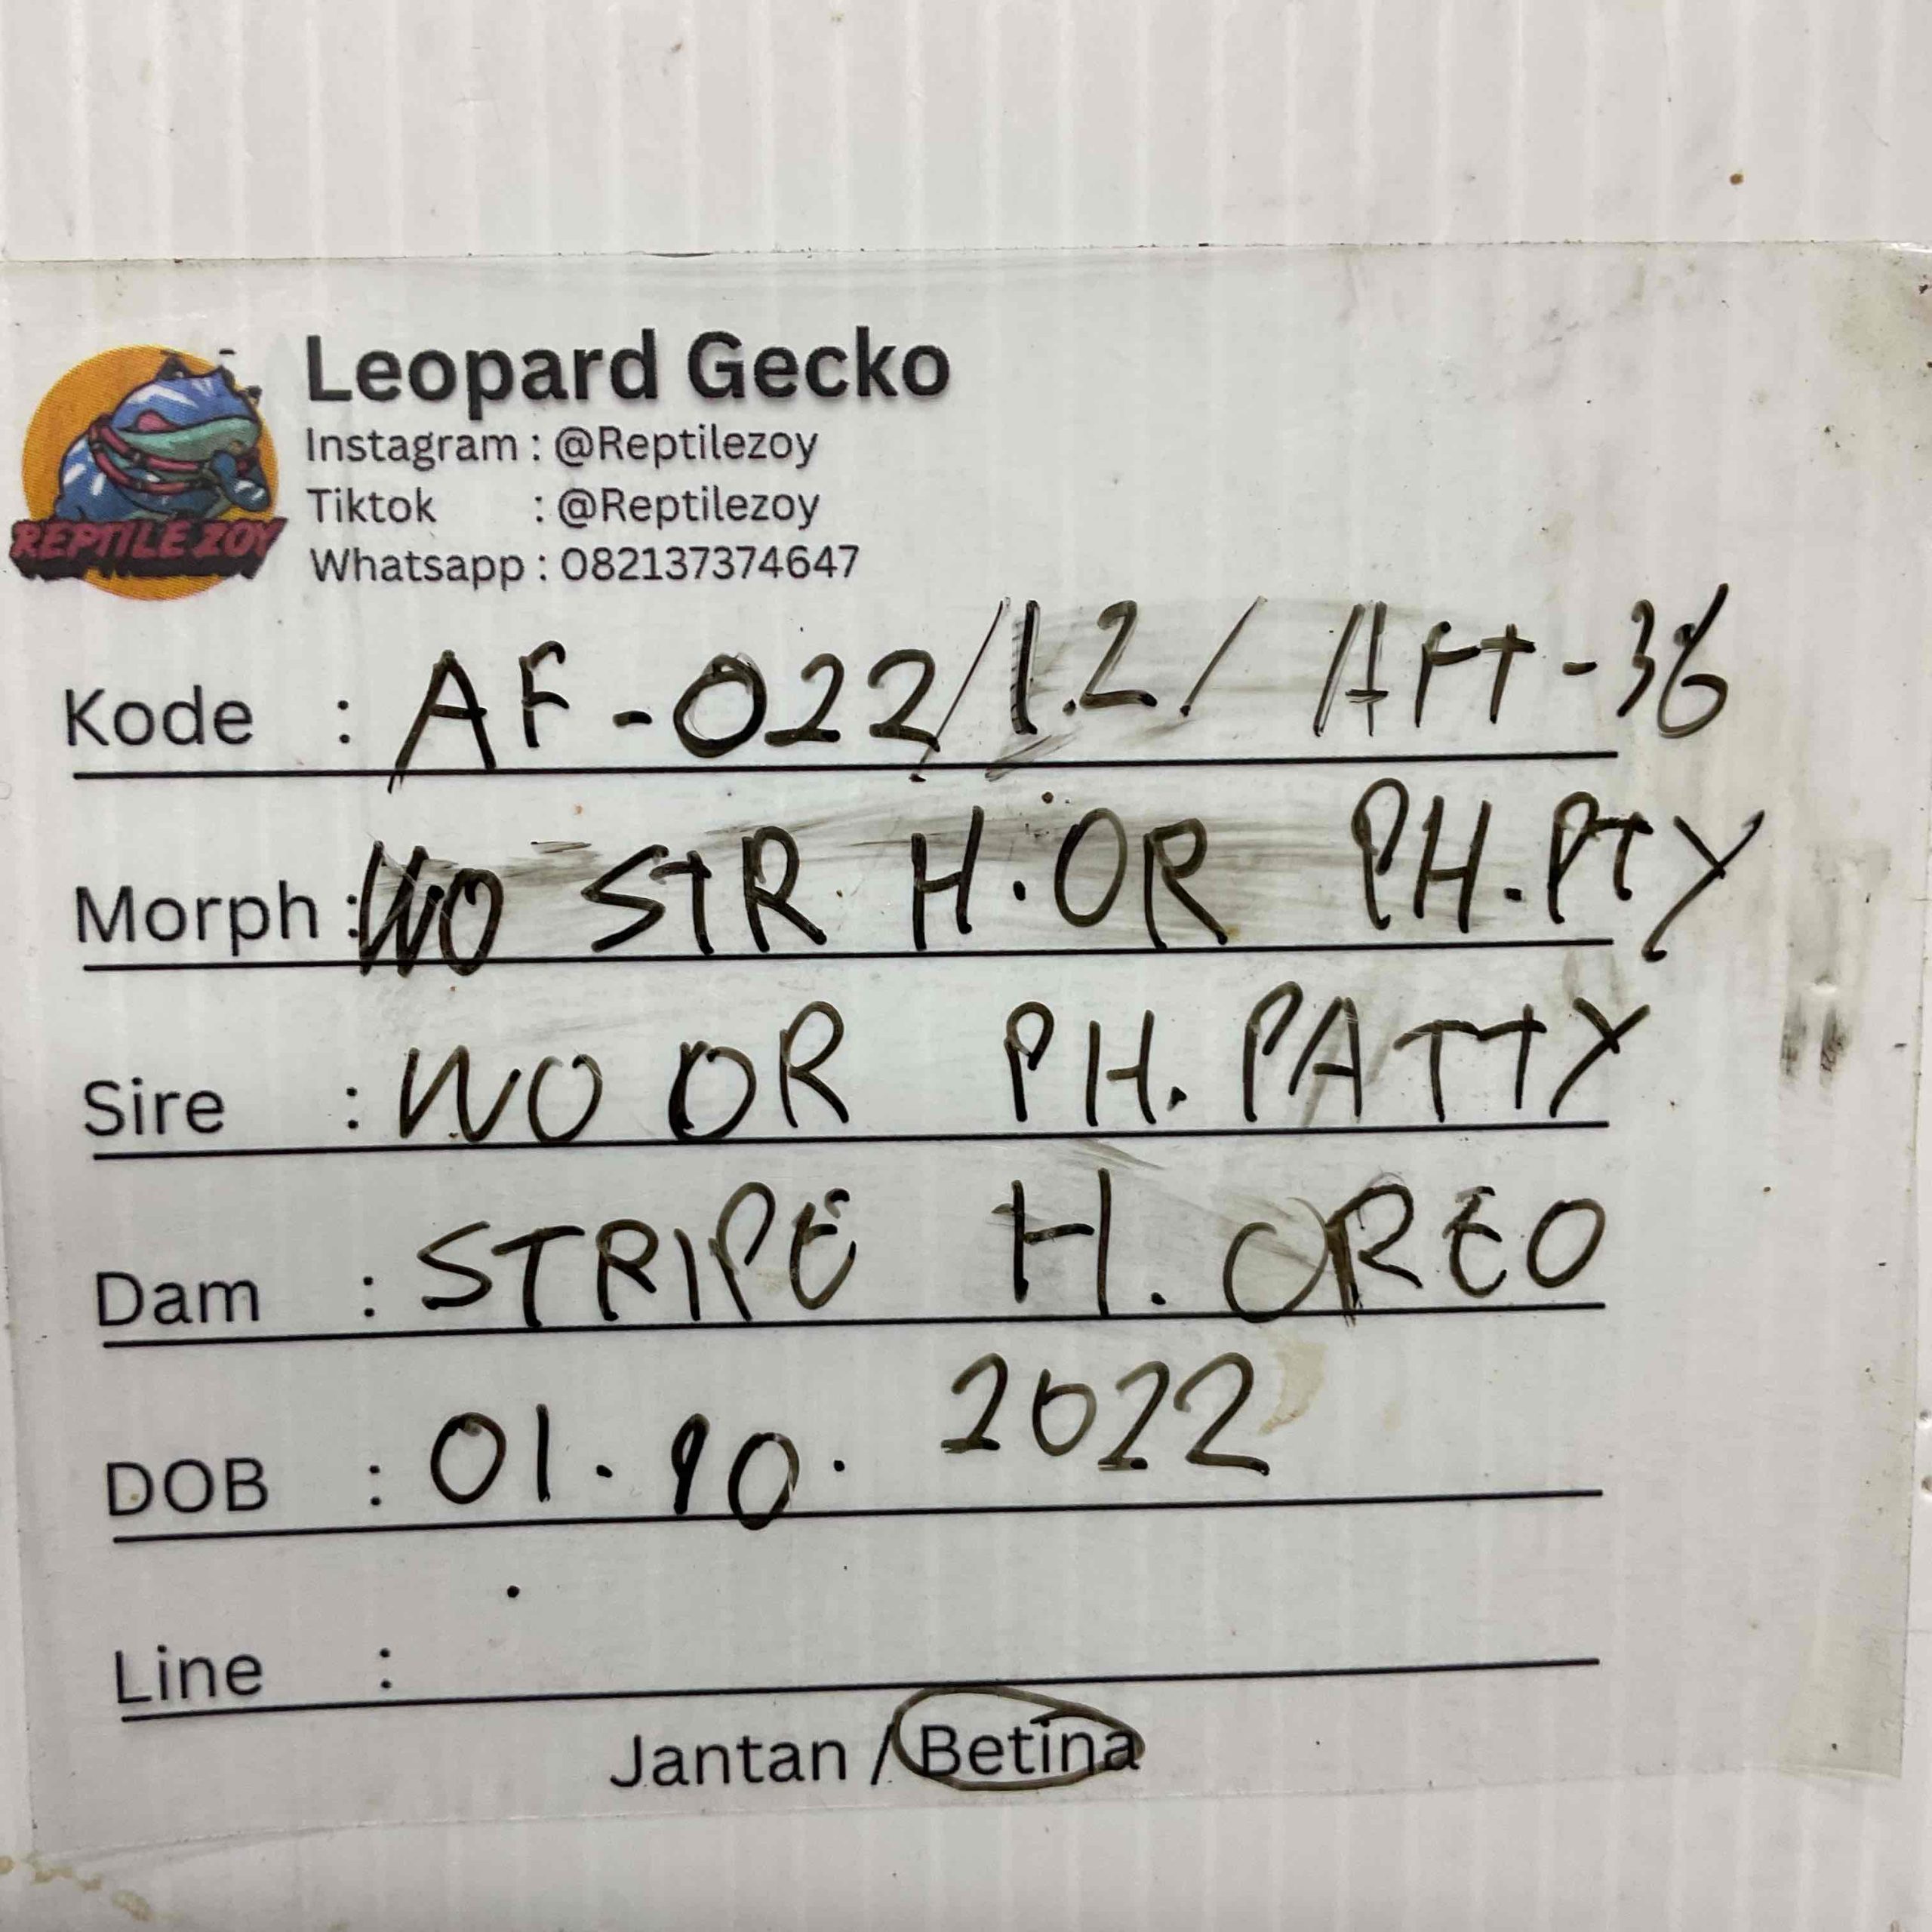 Leopard Gecko
Instagram : @Reptilezoy
Tiktok : @Reptilezoy
Whatsapp : 082137374647
REPTILE ZOY
Kode : AF-022/1.2/ AFT-36
Morph : WO STR H.OR PH.PTY
Sire : WO OR PH. PATTY
Dam : STRIPE H. OREO
DOB : 01.10.2022
Line :
Jantan / Betina